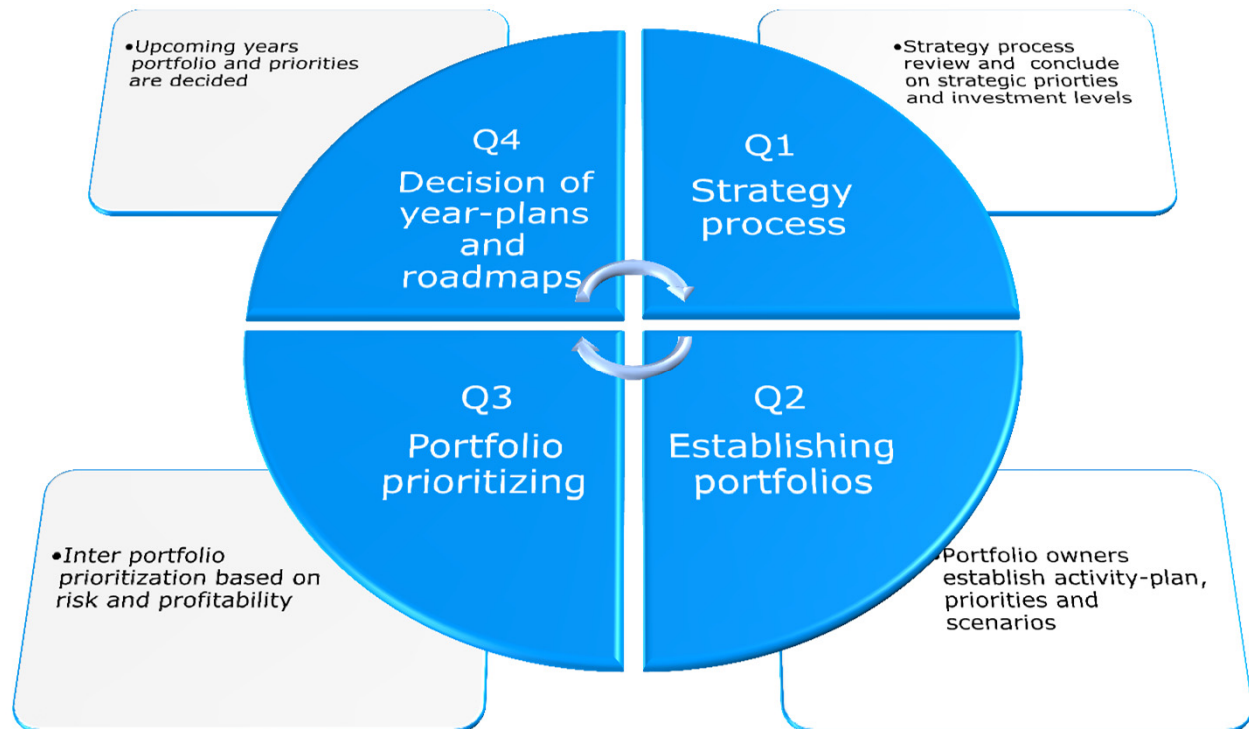 •Upcoming years
portfolio and priorities
are decided
•Strategy process
review and conclude
on strategic priorties
and investment levels
Q4
Decision of
year-plans
and
roadmaps
Q1
Strategy
process
Q3
Portfolio
prioritizing
Q2
Establishing
portfolios
•Inter portfolio
prioritization based on
risk and profitability
•Portfolio owners
establish activity-plan,
priorities and
scenarios